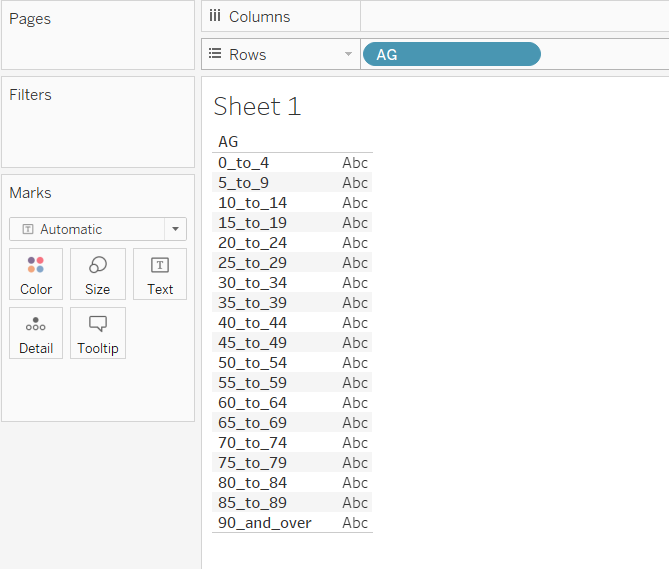 Pages
Columns
Rows AG
Filters
Marks
Automatic
Color Size Text
Detail Tooltip
Sheet 1
AG
0_to_4 Abc
5_to_9 Abc
10_to_14 Abc
15_to_19 Abc
20_to_24 Abc
25_to_29 Abc
30_to_34 Abc
35_to_39 Abc
40_to_44 Abc
45_to_49 Abc
50_to_54 Abc
55_to_59 Abc
60_to_64 Abc
65_to_69 Abc
70_to_74 Abc
75_to_79 Abc
80_to_84 Abc
85_to_89 Abc
90_and_over Abc